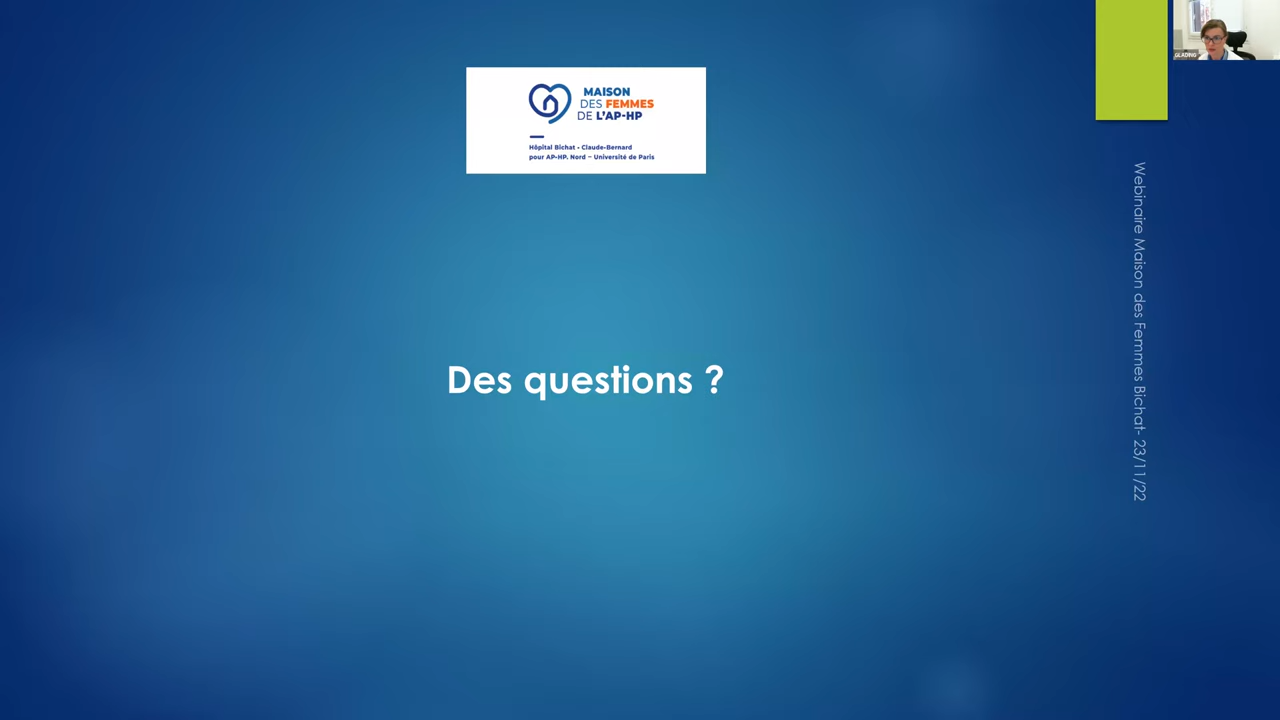 MAISON
DES FEMMES
DE L'AP-HP
Hôpital Bichat - Claude-Bernard
pour AP-HP. Nord – Université de Paris
Des questions ?
Webinaire Maison des Femmes Bichat- 23/11/22
GLADING